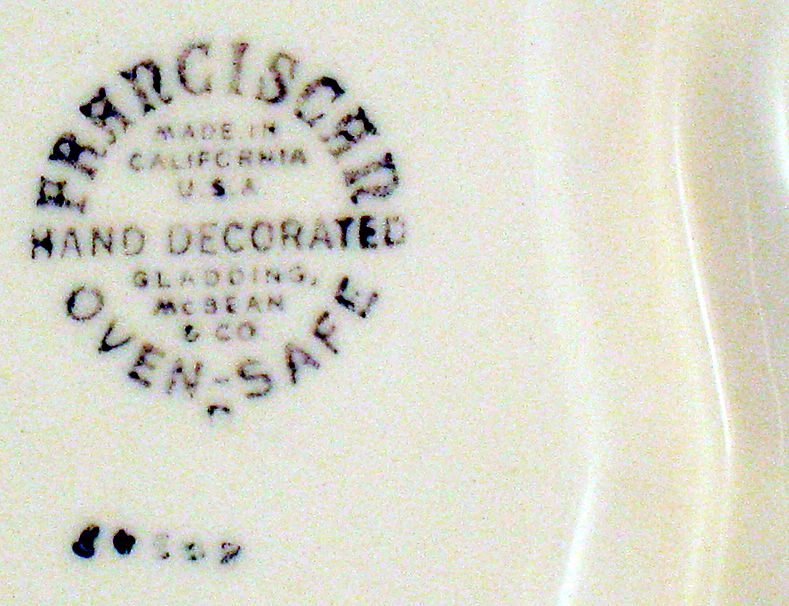 FRANCISCAN
MADE IN
CALIFORNIA
U.S.A.
HAND DECORATED
GLADDING,
McBEAN
& CO
OVEN-SAFE